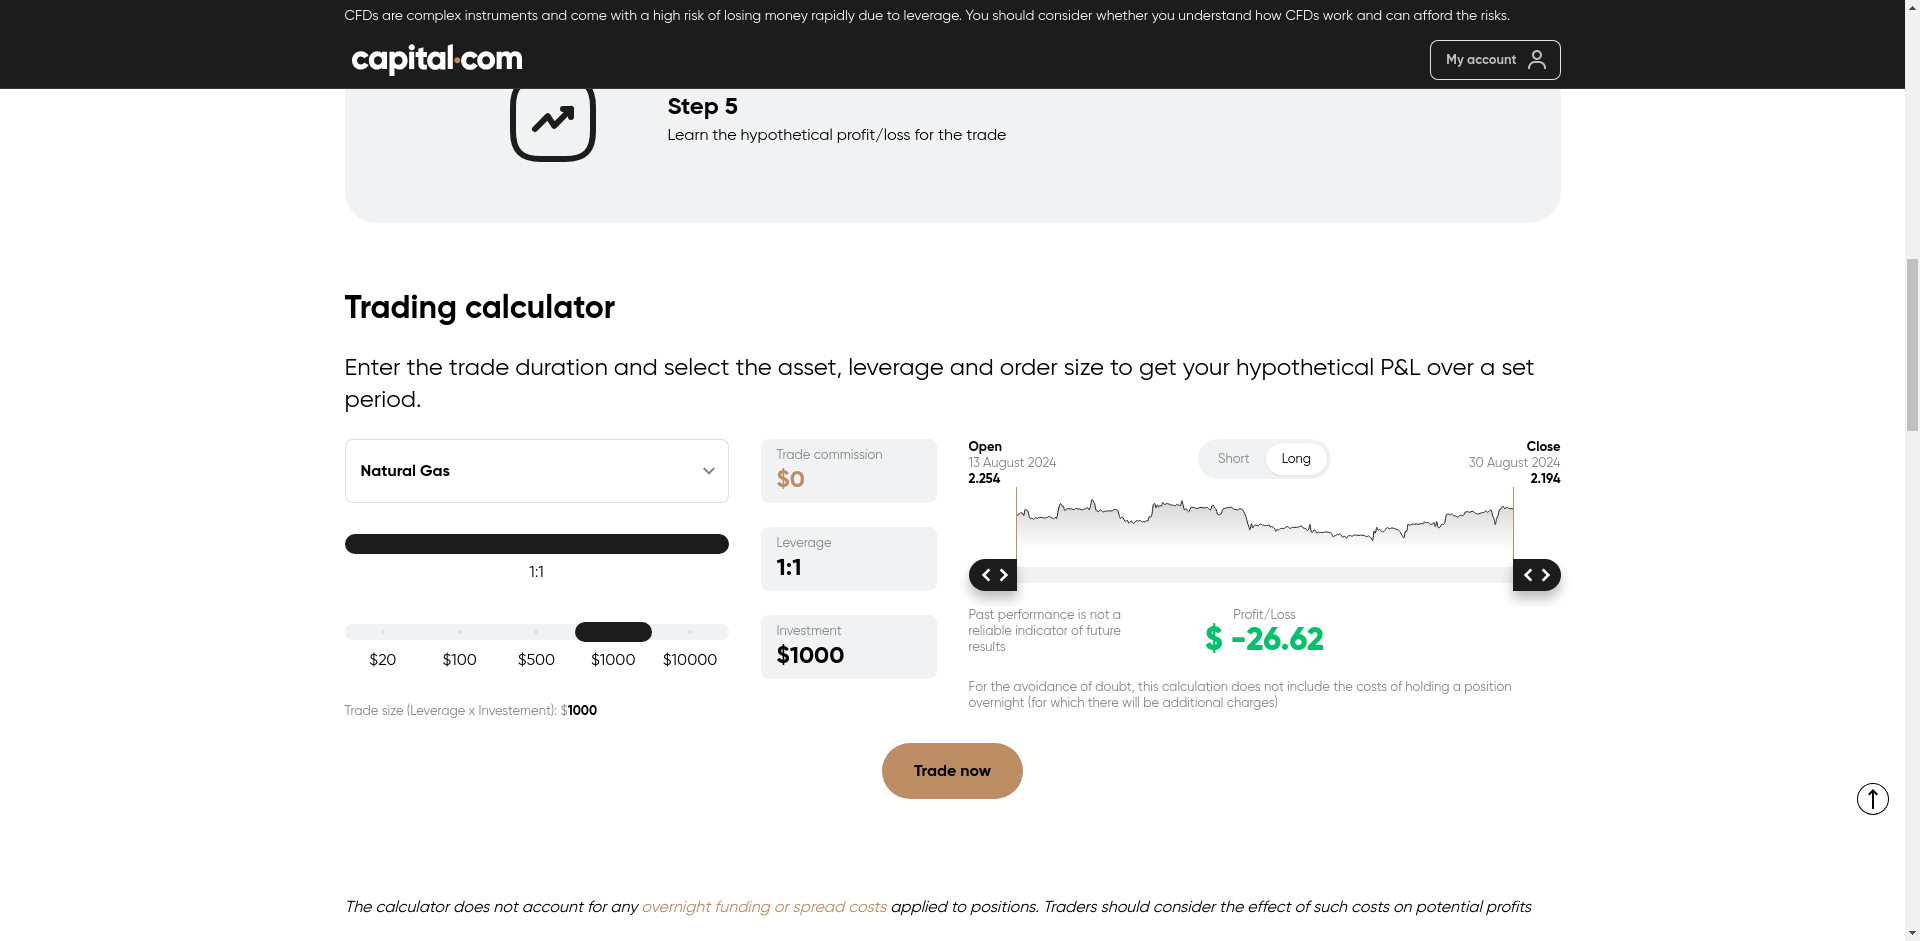 CFDs are complex instruments and come with a high risk of losing money rapidly due to leverage. You should consider whether you understand how CFDs work and can afford the risks.
capital.com
My account
Step 5
Learn the hypothetical profit/loss for the trade
Trading calculator
Enter the trade duration and select the asset, leverage and order size to get your hypothetical P&L over a set
period.
Natural Gas
1:1
$20 $100 $500 $1000 $10000
Trade size (Leverage x Investement): $1000
Trade commission
$0
Leverage
1:1
Investment
$1000
Open
13 August 2024
2.254
Short Long
Close
30 August 2024
2.194
Past performance is not a
reliable indicator of future
results
Profit/Loss
$ -26.62
For the avoidance of doubt, this calculation does not include the costs of holding a position
overnight (for which there will be additional charges)
Trade now
The calculator does not account for any overnight funding or spread costs applied to positions. Traders should consider the effect of such costs on potential profits